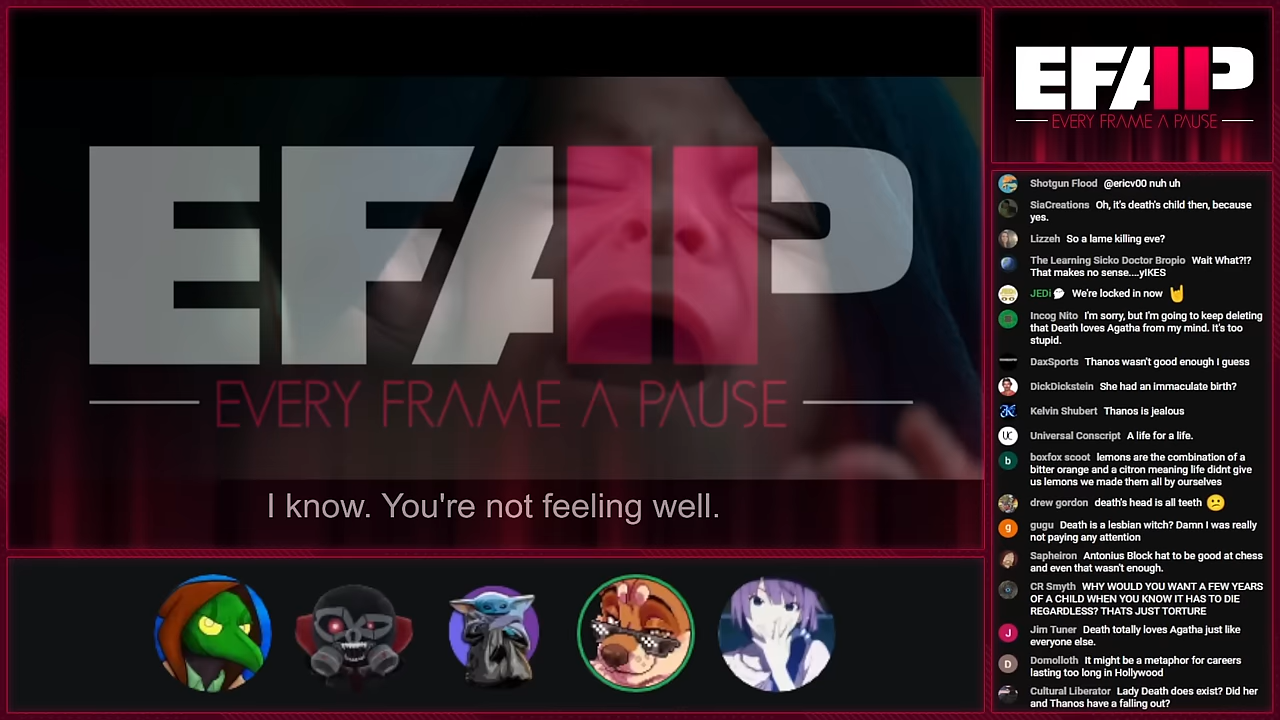 EFAP
EVERY FRAME A PAUSE
I know. You're not feeling well.
EFAP
EVERY FRAME A PAUSE
Shotgun Flood @ericv00 nuh uh
SiaCreations Oh, it's death's child then, because
yes.
Lizzeh So a lame killing eve?
The Learning Sicko Doctor Bropio Wait What?!?
That makes no sense....yIKES
JEDi We're locked in now
Incog Nito I'm sorry, but I'm going to keep deleting
that Death loves Agatha from my mind. It's too
stupid.
DaxSports Thanos wasn't good enough I guess
DickDickstein She had an immaculate birth?
Kelvin Shubert Thanos is jealous
UC
Universal Conscript A life for a life.
b
boxfox scoot lemons are the combination of a
bitter orange and a citron meaning life didnt give
us lemons we made them all by ourselves
drew gordon death's head is all teeth
g
gugu Death is a lesbian witch? Damn I was really
not paying any attention
Sapheiron Antonius Block hat to be good at chess
and even that wasn't enough.
CR Smyth WHY WOULD YOU WANT A FEW YEARS
OF A CHILD WHEN YOU KNOW IT HAS TO DIE
REGARDLESS? THATS JUST TORTURE
J
Jim Tuner Death totally loves Agatha just like
everyone else.
D
Domolloth It might be a metaphor for careers
lasting too long in Hollywood
Cultural Liberator Lady Death does exist? Did her
and Thanos have a falling out?